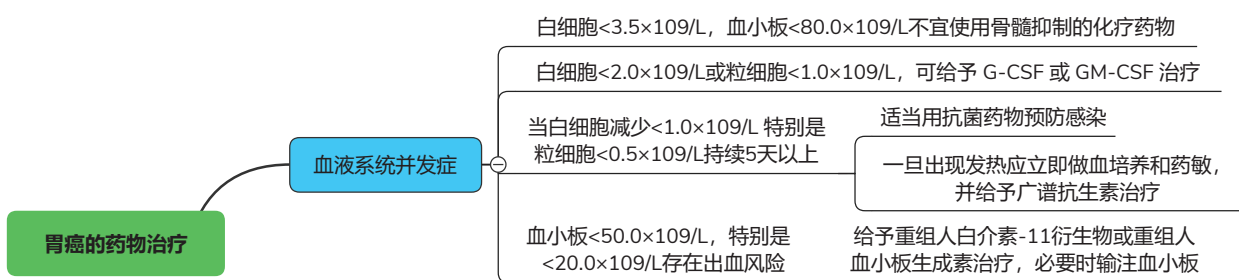 白细胞<3.5×109/L，血小板<80.0×109/L不宜使用骨髓抑制的化疗药物
白细胞<2.0×109/L或粒细胞<1.0×109/L，可给予 G-CSF 或 GM-CSF 治疗
当白细胞减少<1.0×109/L 特别是
粒细胞<0.5×109/L持续5天以上
适当用抗菌药物预防感染
一旦出现发热应立即做血培养和药敏，
并给予广谱抗生素治疗
血液系统并发症
胃癌的药物治疗
血小板<50.0×109/L，特别是
<20.0×109/L存在出血风险
给予重组人白介素-11衍生物或重组人
血小板生成素治疗，必要时输注血小板